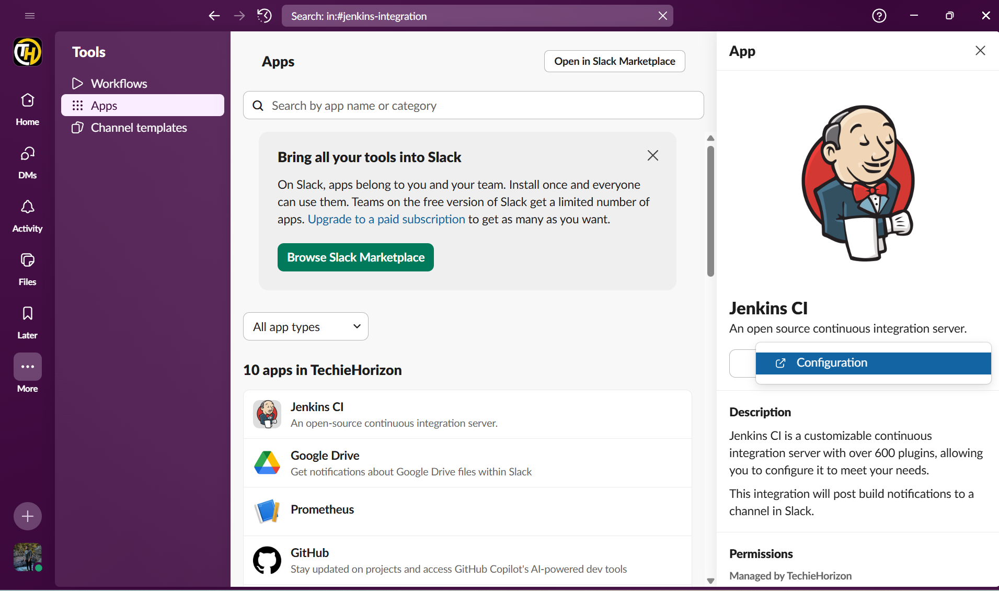 Search: in:#jenkins-integration
TH
Home
DMs
Activity
Files
Later
More
Tools
Workflows
Apps
Channel templates
Apps
Open in Slack Marketplace
Search by app name or category
Bring all your tools into Slack
On Slack, apps belong to you and your team. Install once and everyone
can use them. Teams on the free version of Slack get a limited number of
apps. Upgrade to a paid subscription to get as many as you want.
Browse Slack Marketplace
All app types
10 apps in TechieHorizon
Jenkins CI
An open-source continuous integration server.
Google Drive
Get notifications about Google Drive files within Slack
Prometheus
GitHub
Stay updated on projects and access GitHub Copilot's AI-powered dev tools
App
Jenkins CI
An open source continuous integration server.
Configuration
Description
Jenkins CI is a customizable continuous
integration server with over 600 plugins, allowing
you to configure it to meet your needs.
This integration will post build notifications to a
channel in Slack.
Permissions
Managed by TechieHorizon